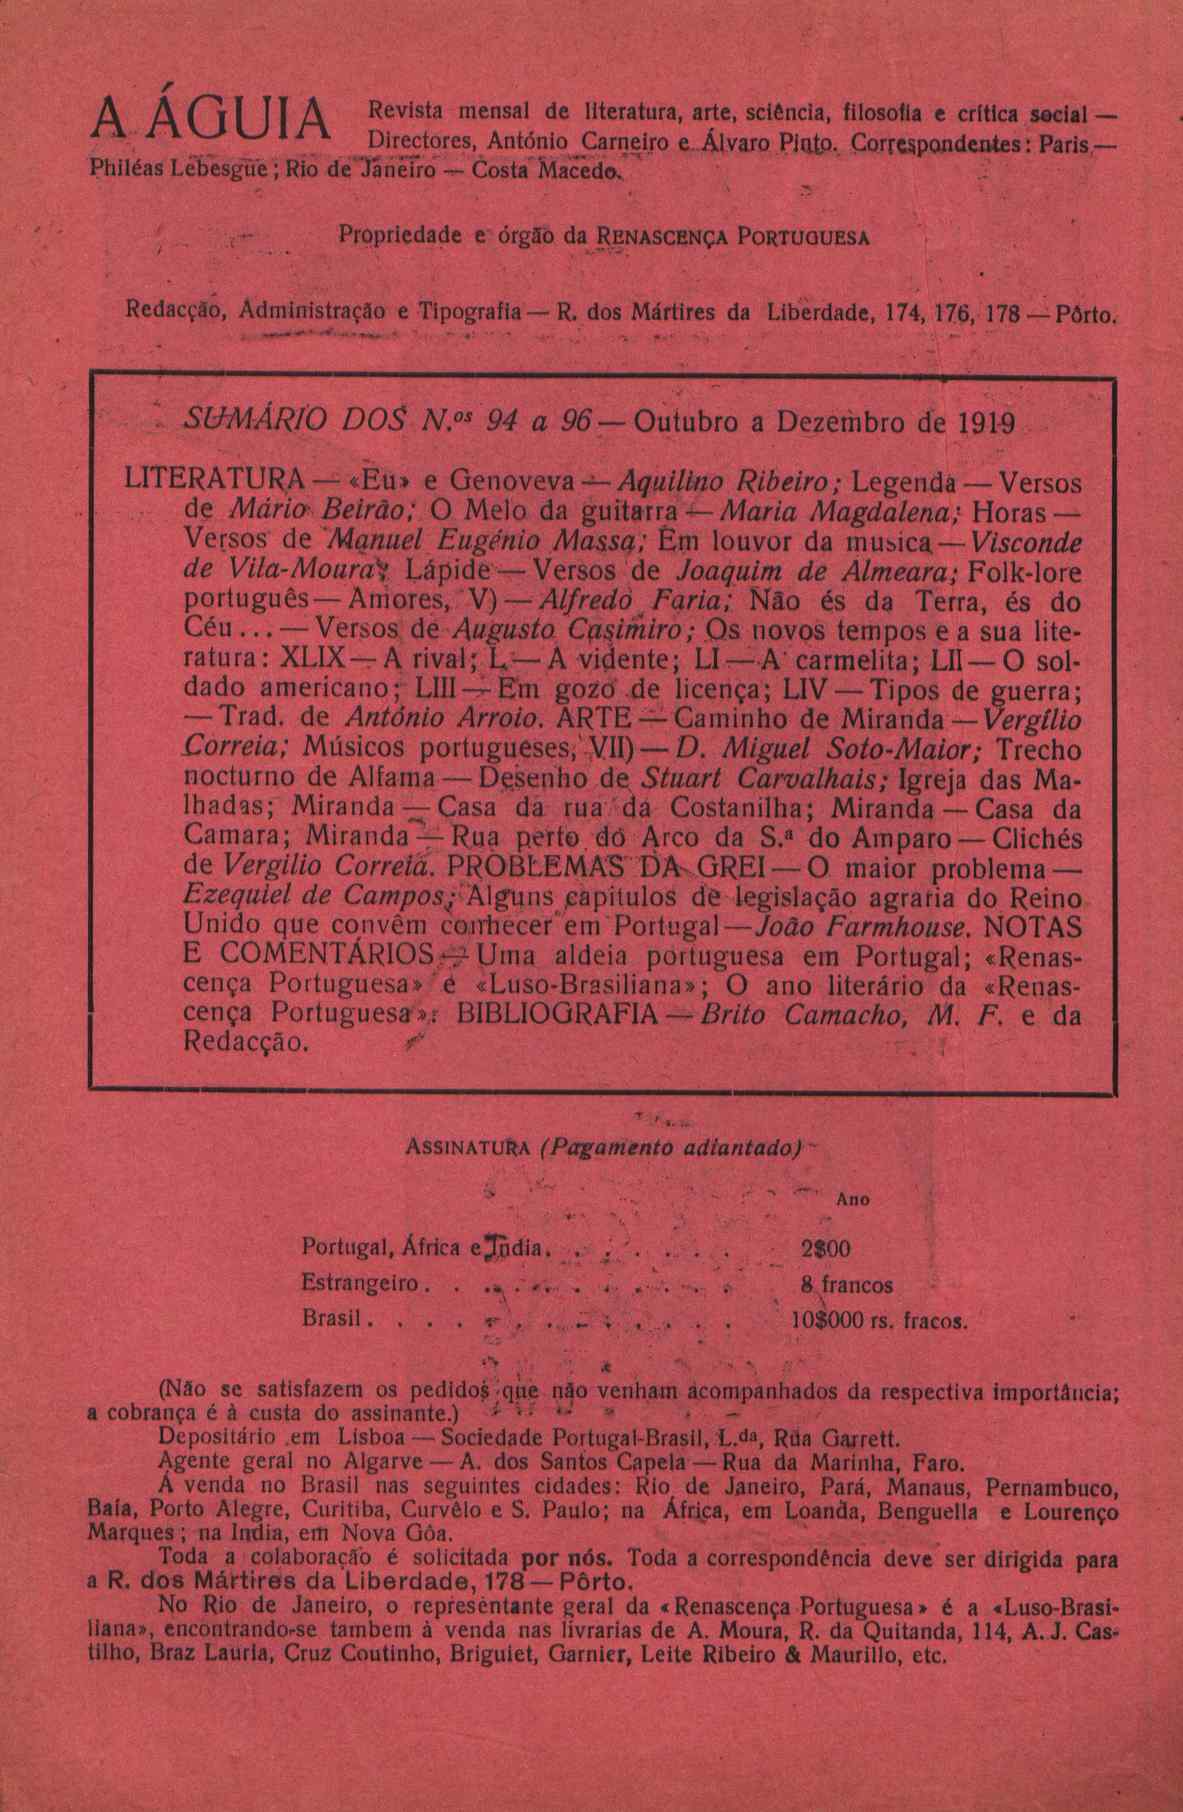 A ÁGUIA Revista mensal de literatura, arte, sciência, filosofia e crítica social —
Directores, António Carneiro e Álvaro Pinto. Correspondentes: Paris —
Philéas Lebesgue; Rio de Janeiro — Costa Macedo.
Propriedade e órgão da RENASCENÇA PORTUGUESA
Redacção, Administração e Tipografia — R. dos Mártires da Liberdade, 174, 176, 178 — Pôrto.
SUMÁRIO DOS N.os 94 a 96 — Outubro a Dezembro de 1919
LITERATURA — «Eu» e Genoveva — Aquilino Ribeiro; Legenda — Versos
de Mário Beirão; O Melo da guitarra — Maria Magdalena; Horas —
Versos de Manuel Eugénio Massa; Em louvor da musica — Visconde
de Vila-Moura; Lápide — Versos de Joaquim de Almeara; Folk-lore
português — Amores, V) — Alfredo Faria; Não és da Terra, és do
Céu... — Versos de Augusto Casimiro; Os novos tempos e a sua lite-
ratura: XLIX — A rival; L — A vidente; LI — A carmelita; LII — O sol-
dado americano; LIII — Em gozo de licença; LIV — Tipos de guerra;
— Trad. de António Arroio. ARTE — Caminho de Miranda — Vergílio
Correia; Músicos portugueses, VII) — D. Miguel Soto-Maior; Trecho
nocturno de Alfama — Desenho de Stuart Carvalhais; Igreja das Ma-
lhadas; Miranda — Casa da rua da Costanilha; Miranda — Casa da
Camara; Miranda — Rua perto do Arco da S.ª do Amparo — Clichés
de Vergilio Correia. PROBLEMAS DA GREI — O maior problema —
Ezequiel de Campos; Alguns capitulos de legislação agraria do Reino
Unido que convêm conhecer em Portugal — João Farmhouse. NOTAS
E COMENTÁRIOS — Uma aldeia portuguesa em Portugal; «Renas-
cença Portuguesa» e «Luso-Brasiliana»; O ano literário da «Renas-
cença Portuguesa». BIBLIOGRAFIA — Brito Camacho, M. F. e da
Redacção.
ASSINATURA (Pagamento adiantado)
Ano
Portugal, África e India. . . . . . . . 2$00
Estrangeiro. . . . . . . . . . . 8 francos
Brasil. . . . . . . . . . . . . 10$000 rs. fracos.
(Não se satisfazem os pedidos que não venham acompanhados da respectiva importância;
a cobrança é à custa do assinante.)
Depositário em Lisboa — Sociedade Portugal-Brasil, L.da, Rua Garrett.
Agente geral no Algarve — A. dos Santos Capela — Rua da Marinha, Faro.
Á venda no Brasil nas seguintes cidades: Rio de Janeiro, Pará, Manaus, Pernambuco,
Baía, Porto Alegre, Curitiba, Curvêlo e S. Paulo; na África, em Loanda, Benguella e Lourenço
Marques; na India, em Nova Gôa.
Toda a colaboração é solicitada por nós. Toda a correspondência deve ser dirigida para
a R. dos Mártires da Liberdade, 178 — Pôrto.
No Rio de Janeiro, o representante geral da «Renascença Portuguesa» é a «Luso-Brasi-
liana», encontrando-se tambem à venda nas livrarias de A. Moura, R. da Quitanda, 114, A. J. Cas-
tilho, Braz Lauria, Cruz Coutinho, Briguiet, Garnier, Leite Ribeiro & Maurillo, etc.